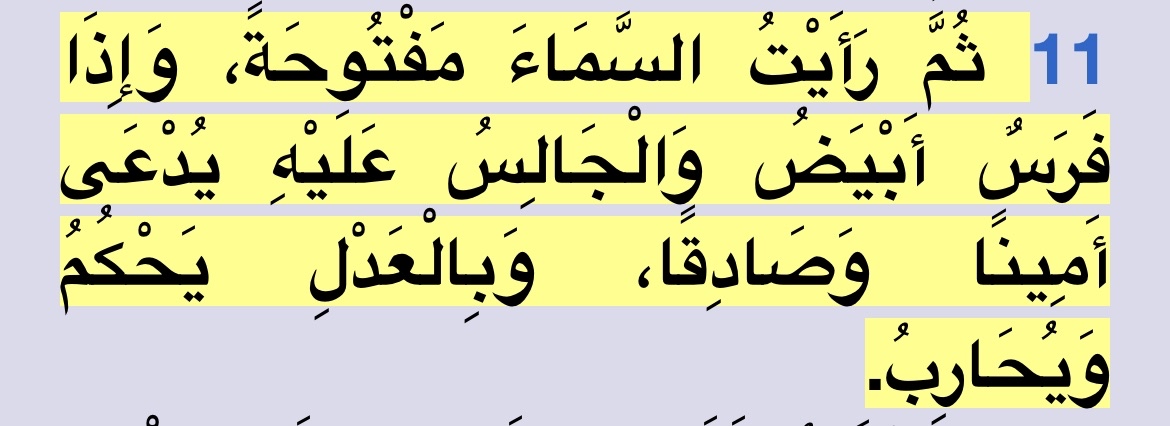 11 ثُمَّ رَأَيْتُ السَّمَاءَ مَفْتُوحَةً، وَإِذَا
فَرَسٌ أَبْيَضُ وَالْجَالِسُ عَلَيْهِ يُدْعَى
أَمِينًا وَصَادِقًا، وَبِالْعَدْلِ يَحْكُمُ
وَيُحَارِبُ.